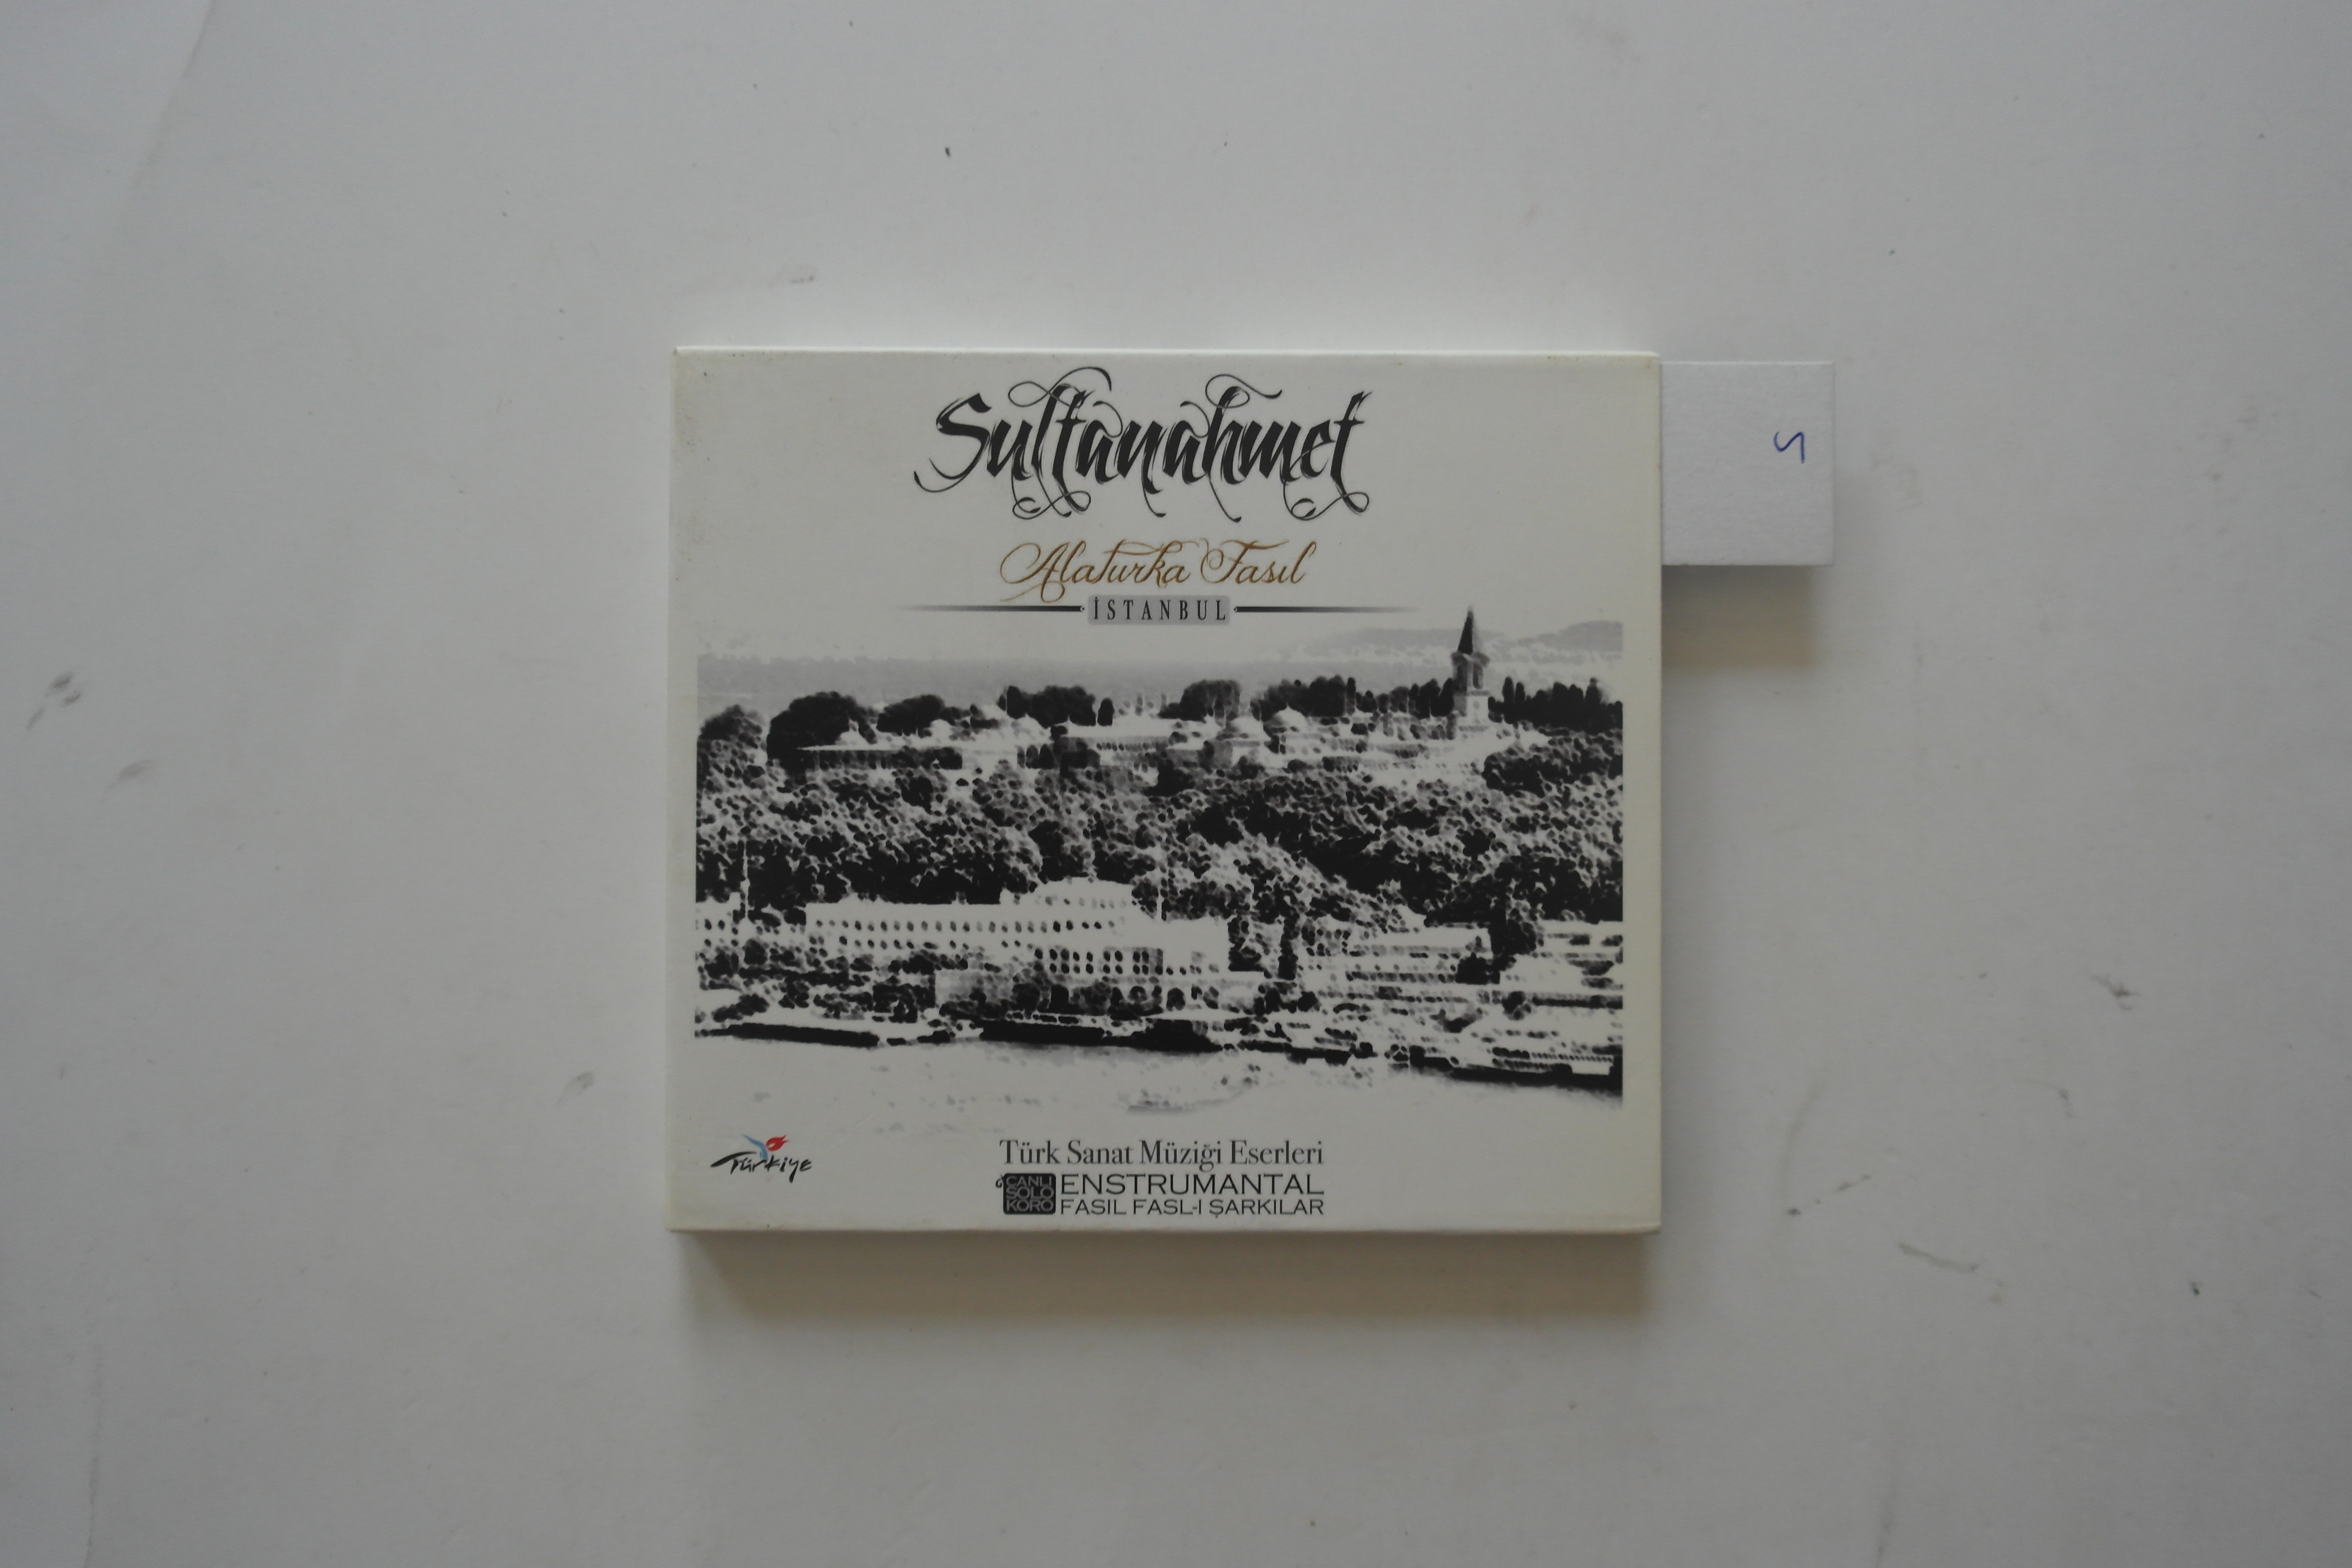 Sultanahmet
Alaturka Fasıl
İSTANBUL
Türkiye
Türk Sanat Müziği Eserleri
CANLI
SOLO
KORO
ENSTRUMANTAL
FASIL FASL-I ŞARKILAR